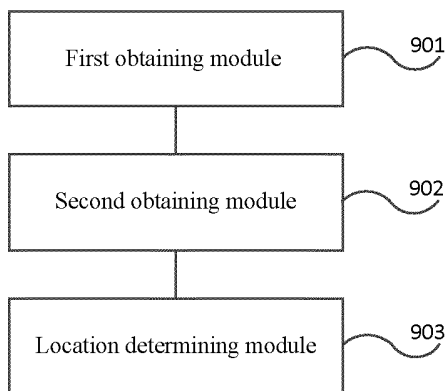 First obtaining module
901
Second obtaining module
902
Location determining module
903